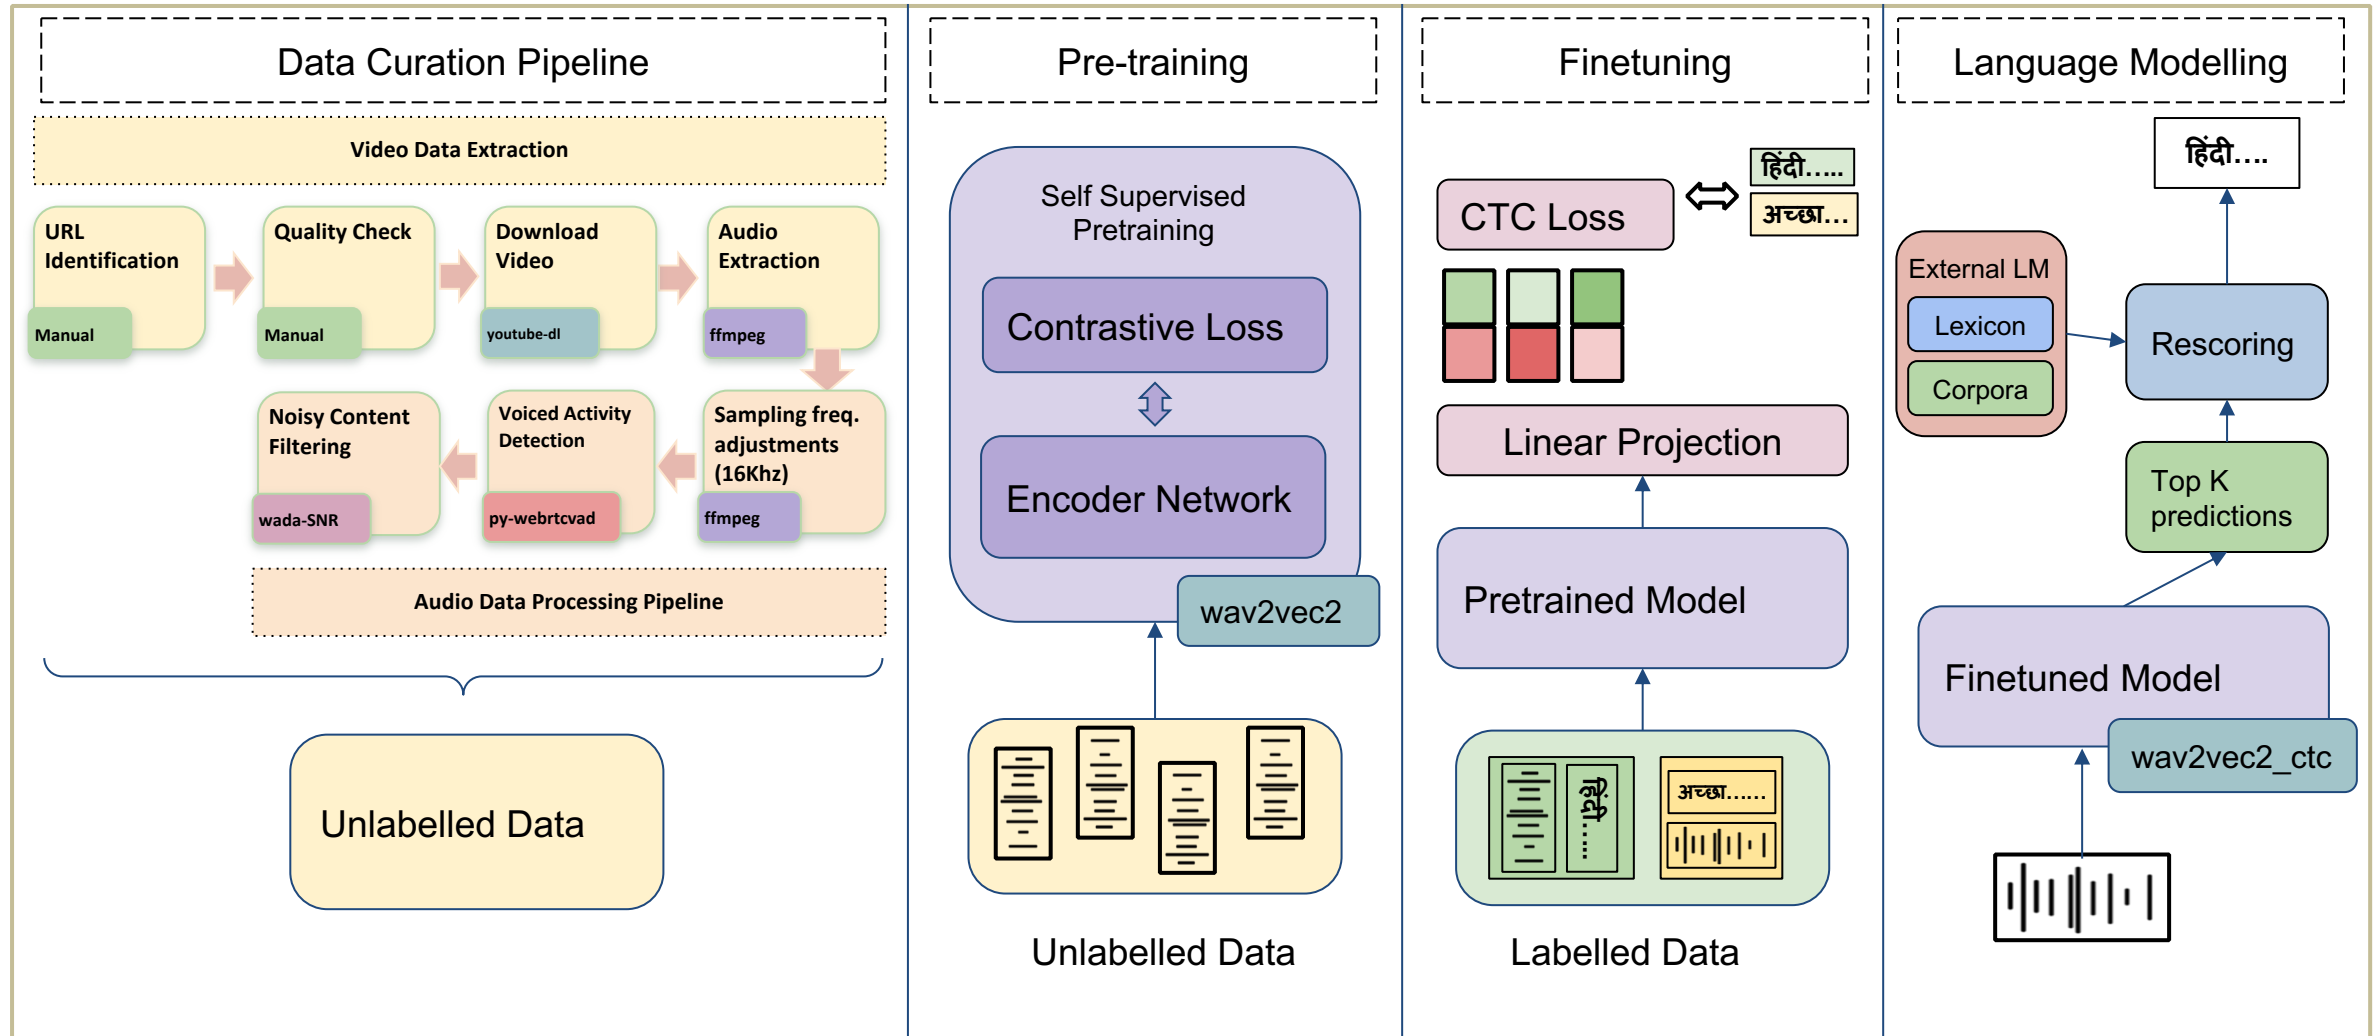 Data Curation Pipeline
Video Data Extraction
URL
Identification
Manual
Quality Check
Manual
Download
Video
youtube-dl
Audio
Extraction
ffmpeg
Noisy Content
Filtering
wada-SNR
Voiced Activity
Detection
py-webrtcvad
Sampling freq.
adjustments
(16Khz)
ffmpeg
Audio Data Processing Pipeline
Unlabelled Data
Pre-training
Self Supervised
Pretraining
Contrastive Loss
Encoder Network
wav2vec2
Unlabelled Data
Finetuning
CTC Loss
हिंदी.....
अच्छा...
Linear Projection
Pretrained Model
हिंदी......
अच्छा......
Labelled Data
Language Modelling
हिंदी....
External LM
Lexicon
Corpora
Rescoring
Top K
predictions
Finetuned Model
wav2vec2_ctc